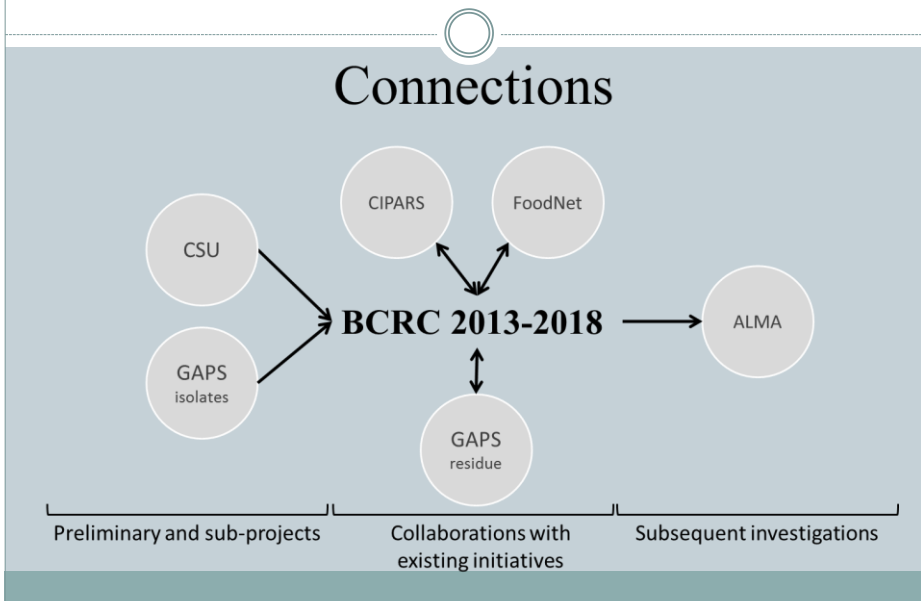 Connections
CIPARS
FoodNet
CSU
BCRC 2013-2018
ALMA
GAPS
isolates
GAPS
residue
Preliminary and sub-projects
Collaborations with
existing initiatives
Subsequent investigations